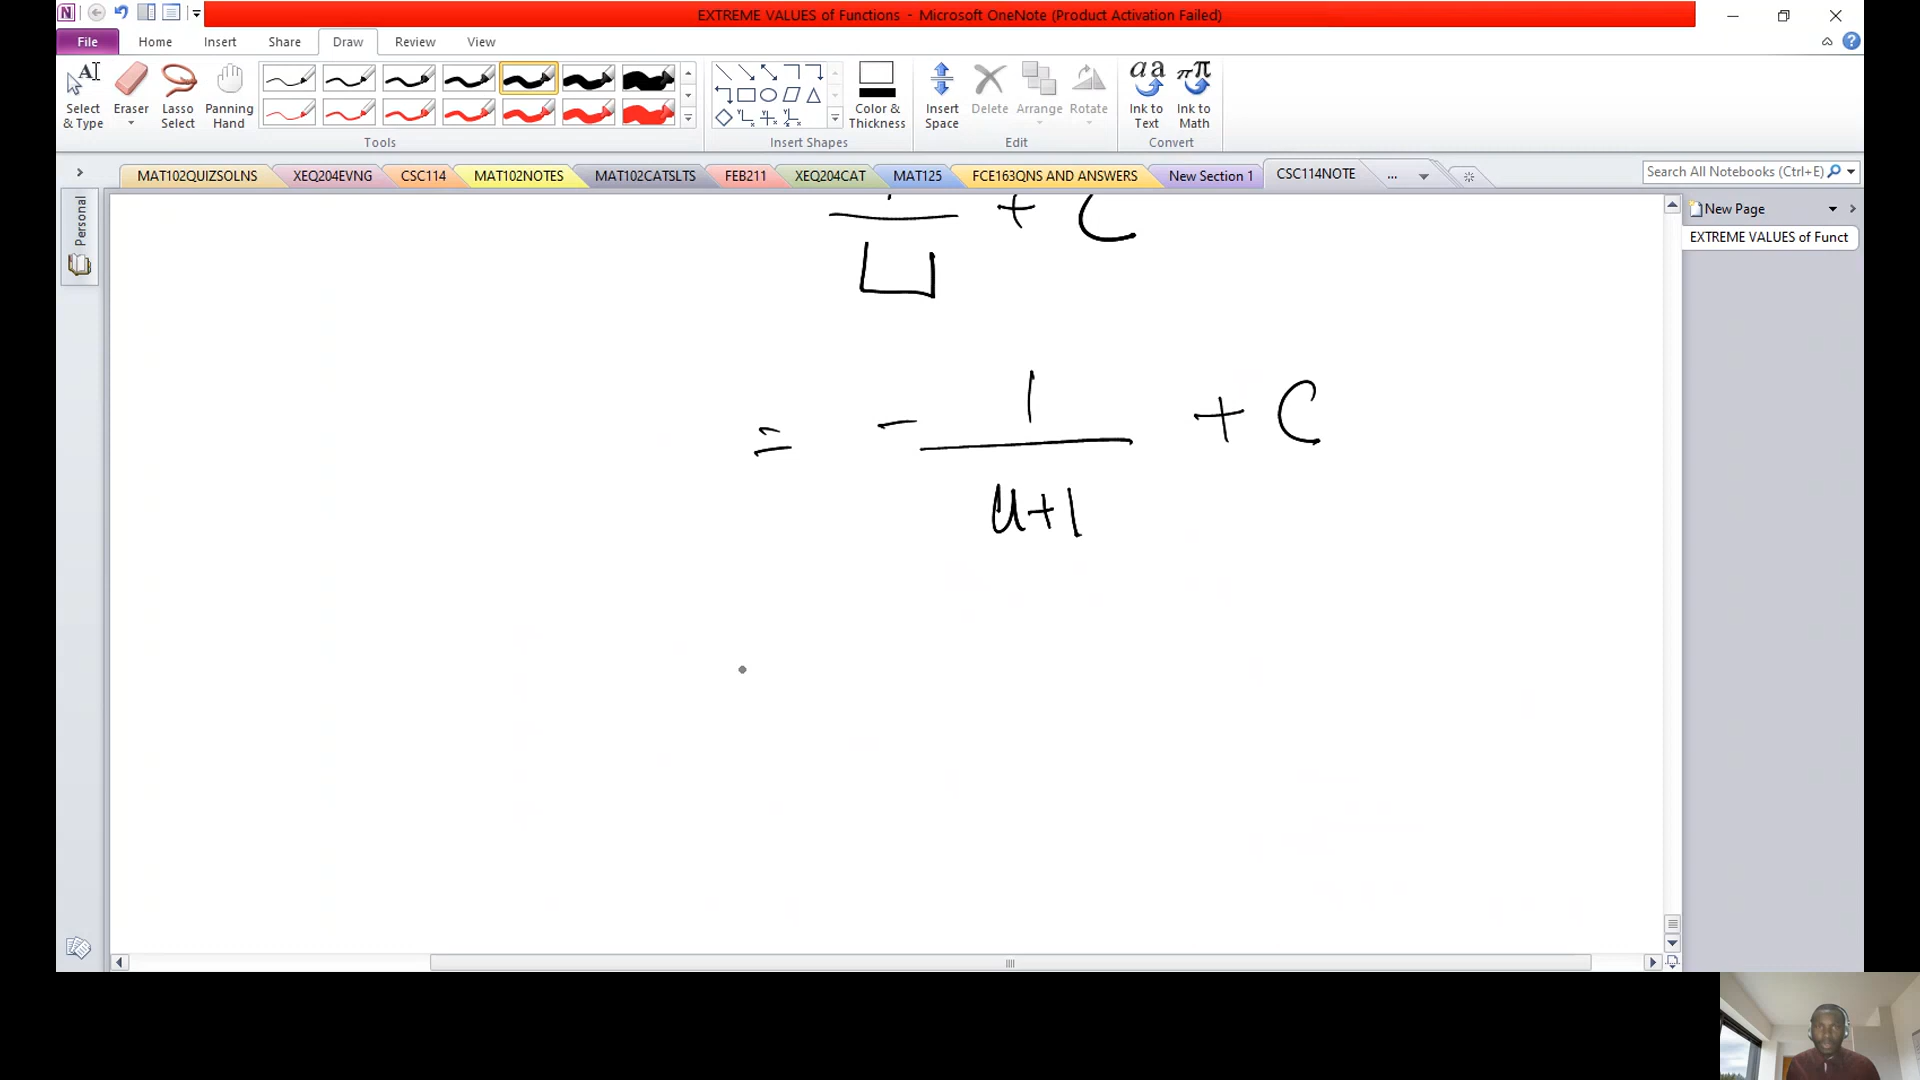 EXTREME VALUES of Functions - Microsoft OneNote (Product Activation Failed)
File Home Insert Share Draw Review View
Select & Type
Eraser
Lasso Select
Panning Hand
Color & Thickness
Insert Space
Delete
Arrange
Rotate
Ink to Text
Ink to Math
Tools
Insert Shapes
Edit
Convert
MAT102QUIZSOLNS XEQ204EVNG CSC114 MAT102NOTES MAT102CATSLTS FEB211 XEQ204CAT MAT125 FCE163QNS AND ANSWERS New Section 1 CSC114NOTE ...
Search All Notebooks (Ctrl+E)
Personal
New Page
EXTREME VALUES of Funct
+ C
= - 1 + C
u+1